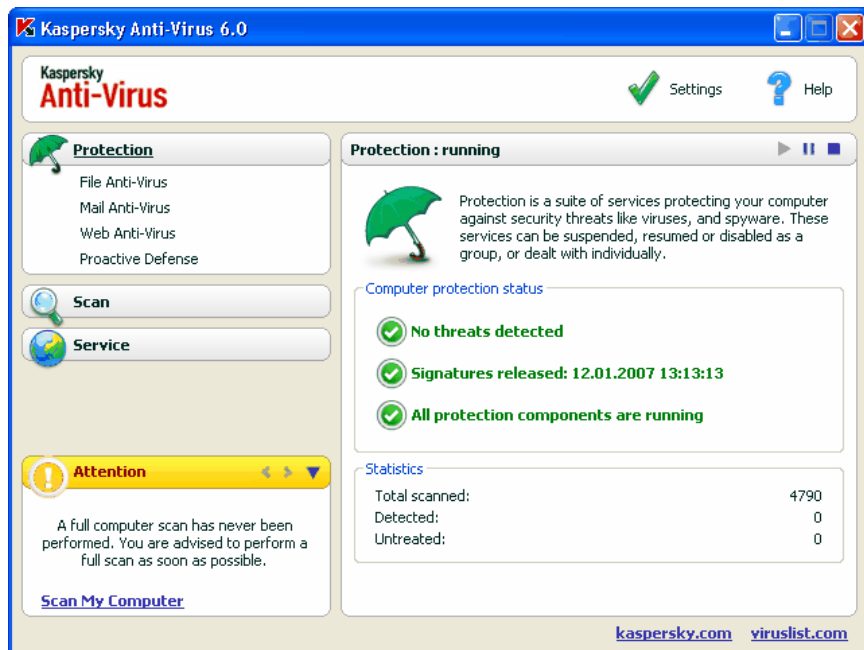 Kaspersky Anti-Virus 6.0
Kaspersky
Anti-Virus
Settings
Help
Protection
File Anti-Virus
Mail Anti-Virus
Web Anti-Virus
Proactive Defense
Scan
Service
Attention
A full computer scan has never been
performed. You are advised to perform a
full scan as soon as possible.
Scan My Computer
Protection : running
Protection is a suite of services protecting your computer
against security threats like viruses, and spyware. These
services can be suspended, resumed or disabled as a
group, or dealt with individually.
Computer protection status
No threats detected
Signatures released: 12.01.2007 13:13:13
All protection components are running
Statistics
Total scanned: 4790
Detected: 0
Untreated: 0
kaspersky.com viruslist.com